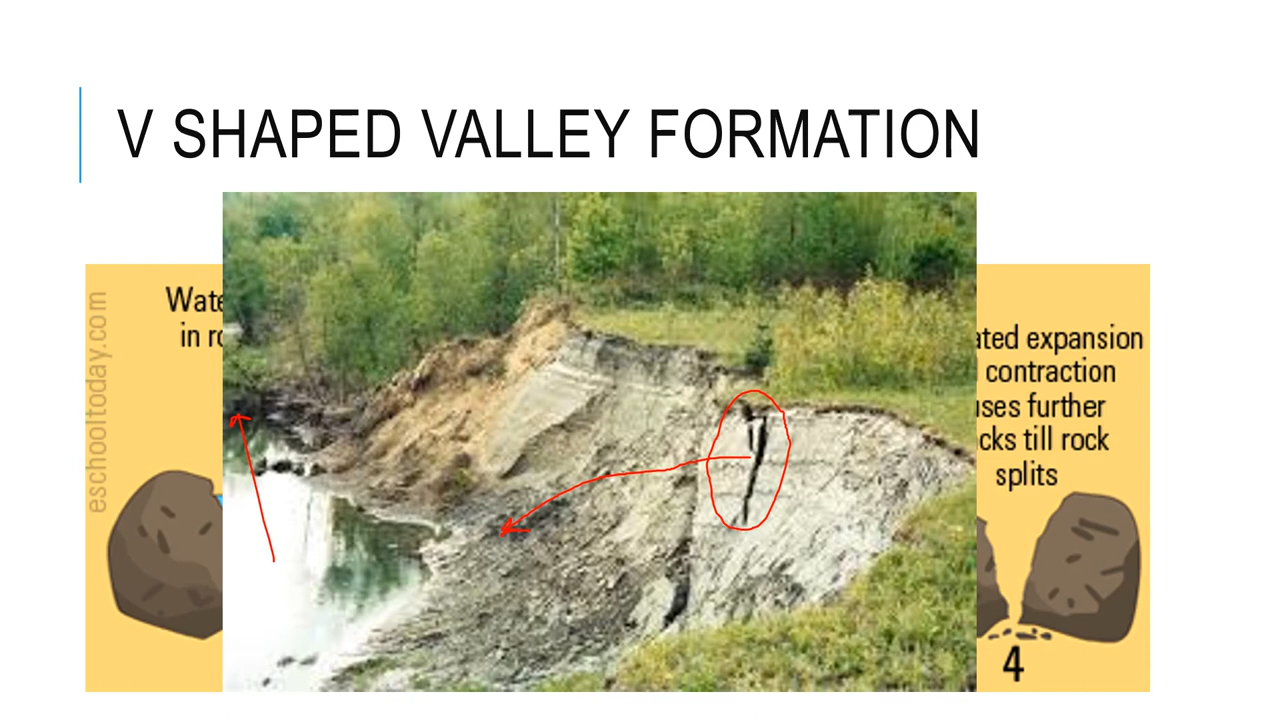 V SHAPED VALLEY FORMATION
eschooltoday.com
Wate
in ro
ated expansion
contraction
uses further
cks till rock
splits
4